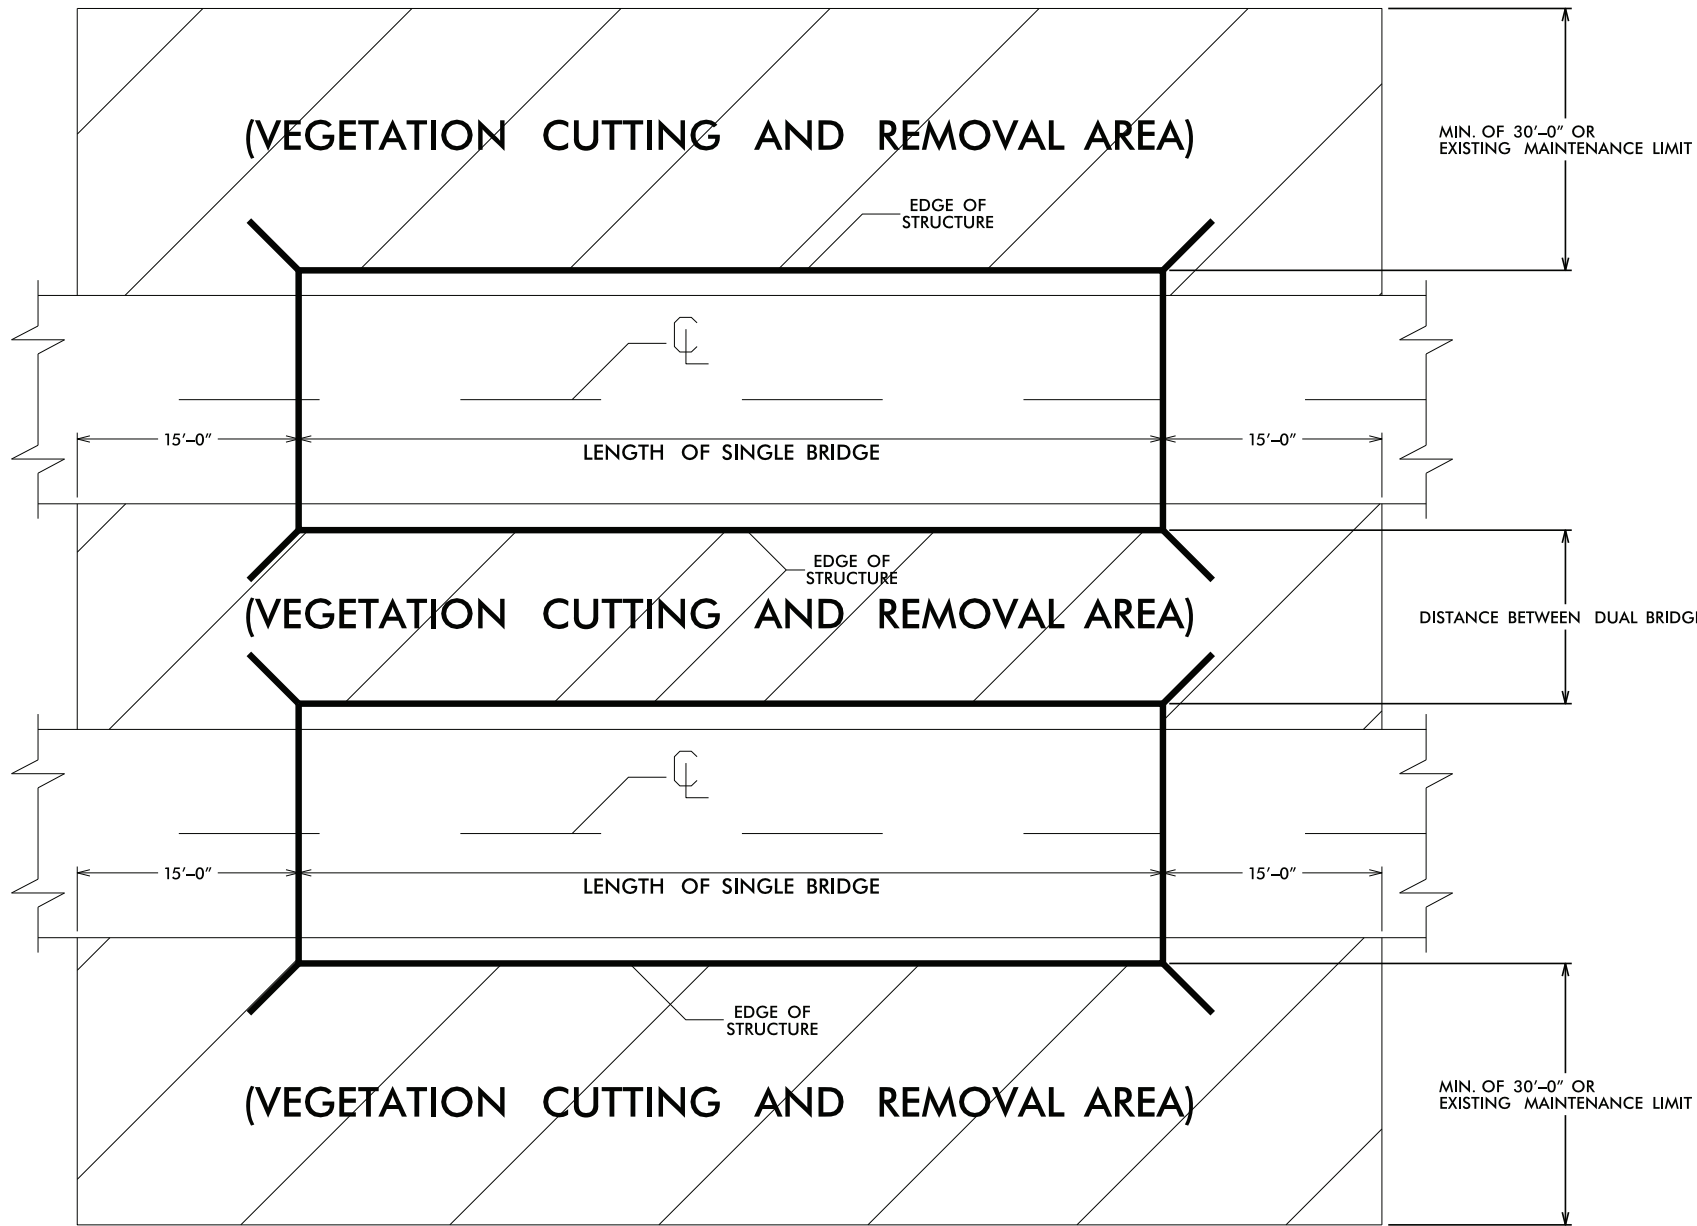 (VEGETATION CUTTING AND REMOVAL AREA)
MIN. OF 30'–0" OR
EXISTING MAINTENANCE LIMIT
EDGE OF
STRUCTURE
CL
15'–0"
LENGTH OF SINGLE BRIDGE
15'–0"
EDGE OF
STRUCTURE
(VEGETATION CUTTING AND REMOVAL AREA)
DISTANCE BETWEEN DUAL BRIDGE
CL
15'–0"
LENGTH OF SINGLE BRIDGE
15'–0"
EDGE OF
STRUCTURE
(VEGETATION CUTTING AND REMOVAL AREA)
MIN. OF 30'–0" OR
EXISTING MAINTENANCE LIMIT